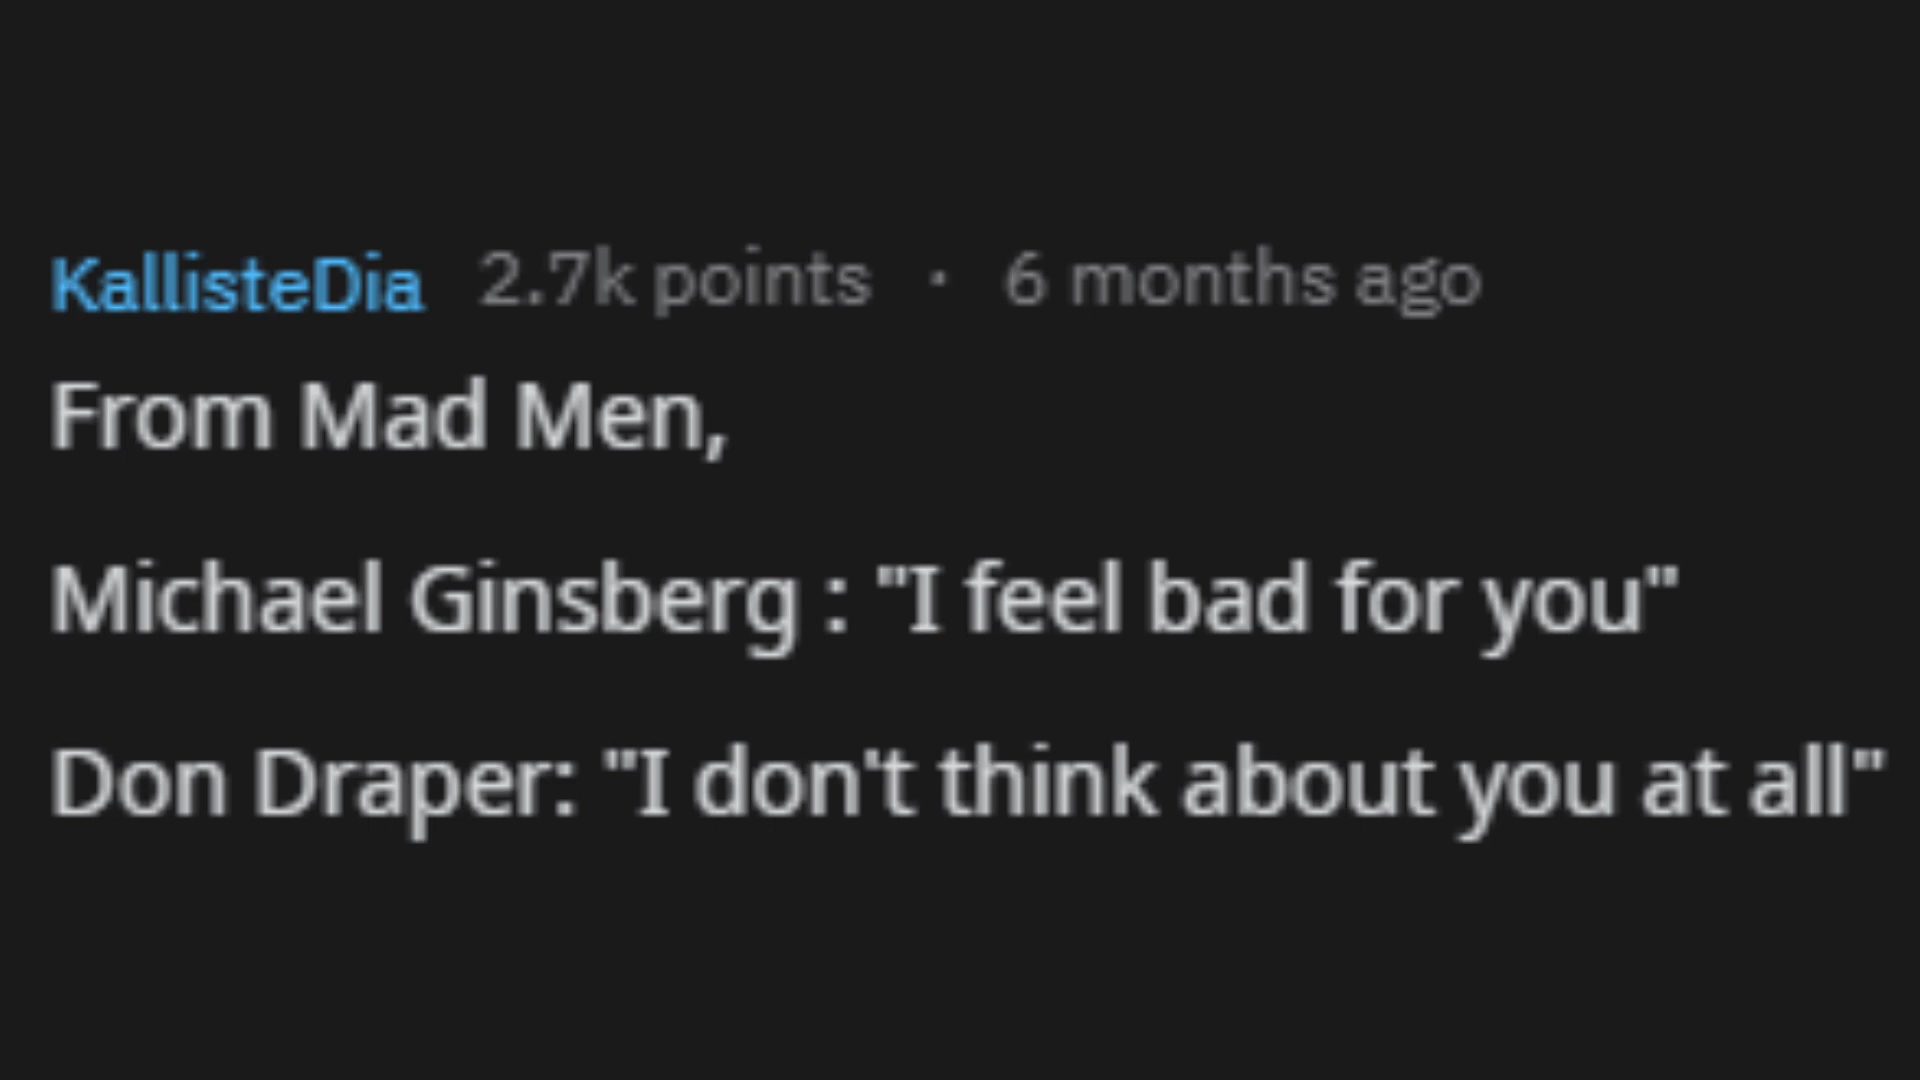 KallisteDia 2.7k points · 6 months ago
From Mad Men,
Michael Ginsberg : "I feel bad for you"
Don Draper: "I don't think about you at all"